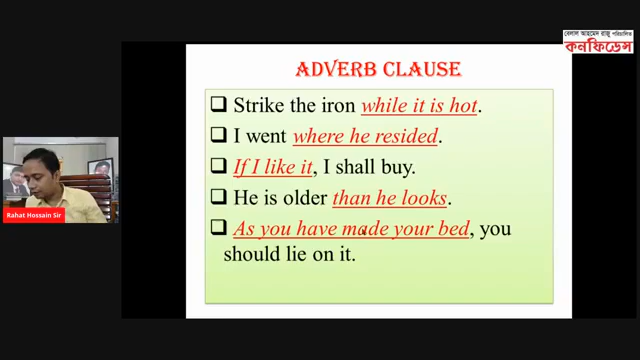 বেলাল আহমেদ রাজু পরিচালিত
কনফিডেন্স
ADVERB CLAUSE
❑ Strike the iron while it is hot.
❑ I went where he resided.
❑ If I like it, I shall buy.
❑ He is older than he looks.
❑ As you have made your bed, you
should lie on it.
Rahat Hossain Sir